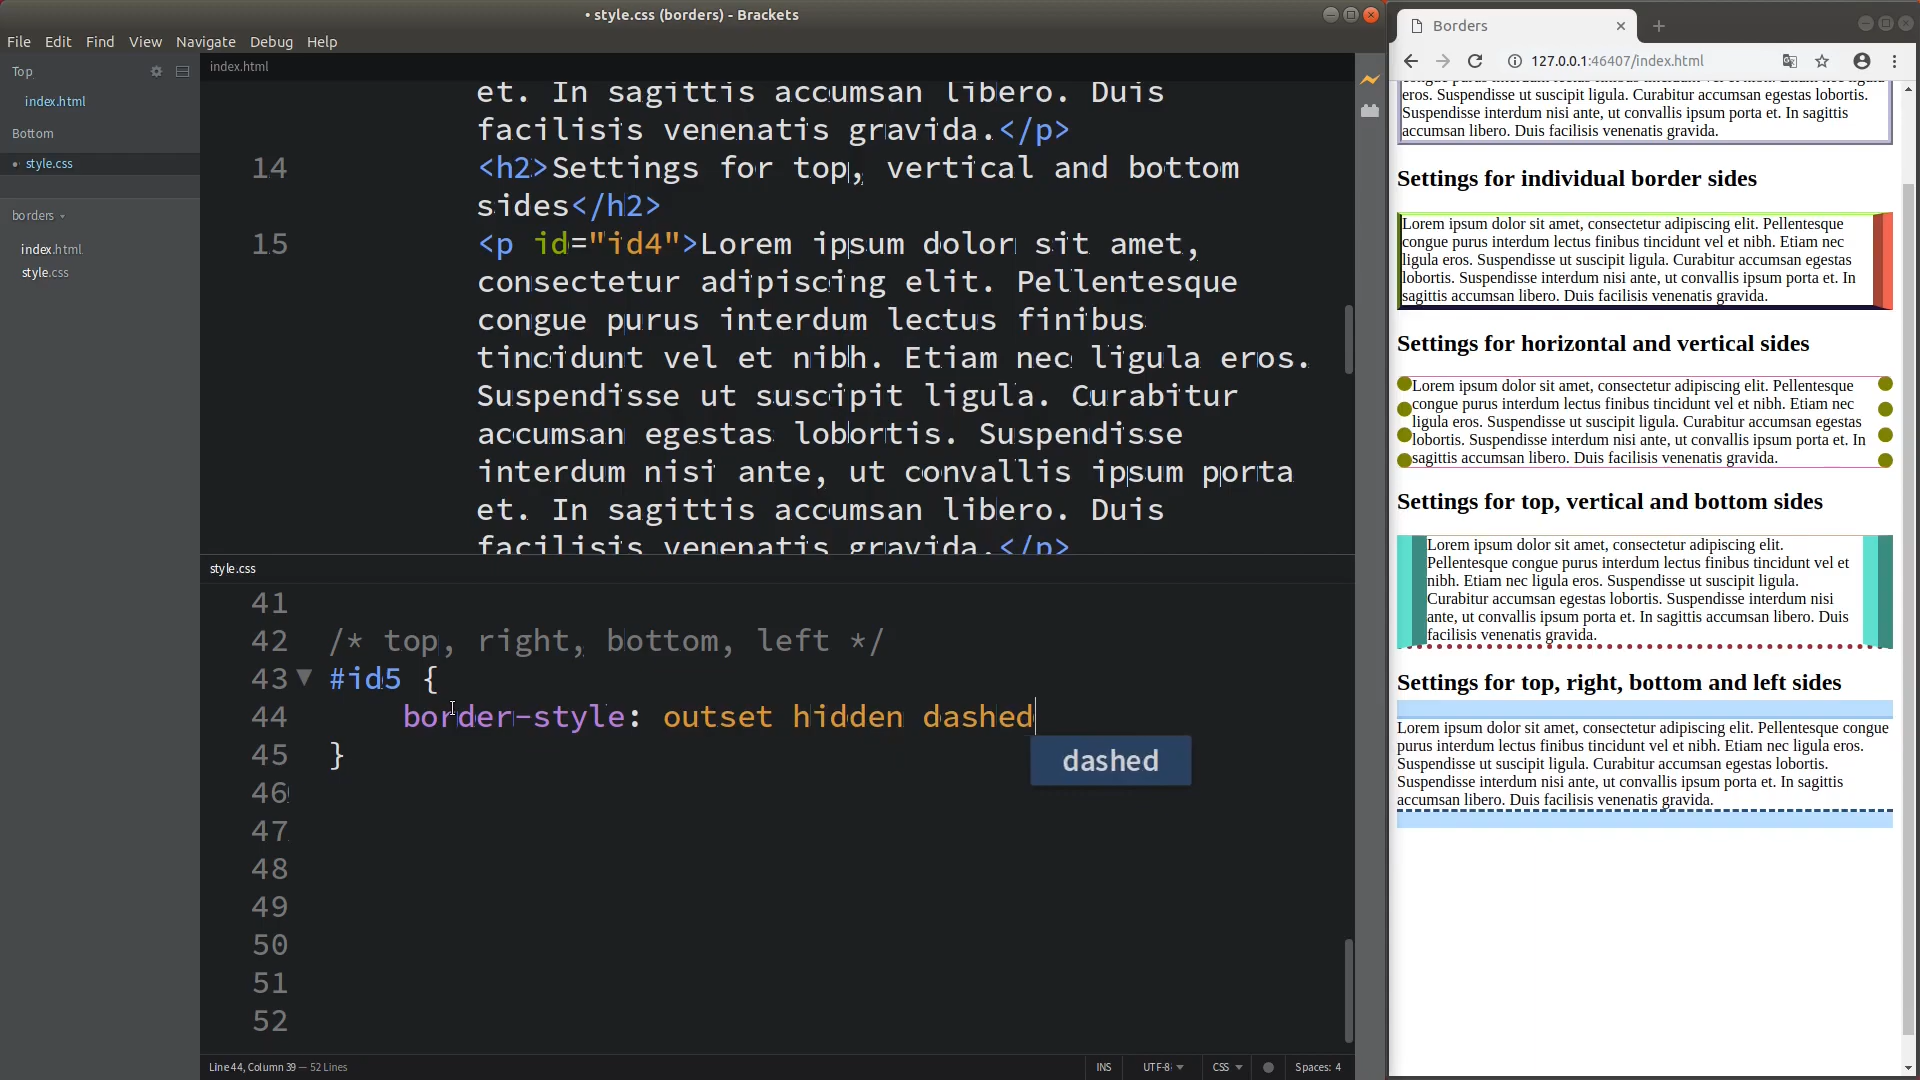 • style.css (borders) - Brackets
File Edit Find View Navigate Debug Help
Top
index.html
Bottom
• style.css
borders
index.html
style.css
index.html
et. In sagittis accumsan libero. Duis
facilisis venenatis gravida.</p>
14 <h2>Settings for top, vertical and bottom
sides</h2>
15 <p id="id4">Lorem ipsum dolor sit amet,
consectetur adipiscing elit. Pellentesque
congue purus interdum lectus finibus
tincidunt vel et nibh. Etiam nec ligula eros.
Suspendisse ut suscipit ligula. Curabitur
accumsan egestas lobortis. Suspendisse
interdum nisi ante, ut convallis ipsum porta
et. In sagittis accumsan libero. Duis
facilisis venenatis gravida.</p>
style.css
41
42 /* top, right, bottom, left */
43 #id5 {
44 border-style: outset hidden dashed
45 }
dashed
46
47
48
49
50
51
52
Line 44, Column 39 — 52 Lines
INS UTF-8 CSS Spaces: 4
Borders
127.0.0.1:46407/index.html
eros. Suspendisse ut suscipit ligula. Curabitur accumsan egestas lobortis.
Suspendisse interdum nisi ante, ut convallis ipsum porta et. In sagittis
accumsan libero. Duis facilisis venenatis gravida.
Settings for individual border sides
Lorem ipsum dolor sit amet, consectetur adipiscing elit. Pellentesque
congue purus interdum lectus finibus tincidunt vel et nibh. Etiam nec
ligula eros. Suspendisse ut suscipit ligula. Curabitur accumsan egestas
lobortis. Suspendisse interdum nisi ante, ut convallis ipsum porta et. In
sagittis accumsan libero. Duis facilisis venenatis gravida.
Settings for horizontal and vertical sides
Lorem ipsum dolor sit amet, consectetur adipiscing elit. Pellentesque
congue purus interdum lectus finibus tincidunt vel et nibh. Etiam nec
ligula eros. Suspendisse ut suscipit ligula. Curabitur accumsan egestas
lobortis. Suspendisse interdum nisi ante, ut convallis ipsum porta et. In
sagittis accumsan libero. Duis facilisis venenatis gravida.
Settings for top, vertical and bottom sides
Lorem ipsum dolor sit amet, consectetur adipiscing elit.
Pellentesque congue purus interdum lectus finibus tincidunt vel et
nibh. Etiam nec ligula eros. Suspendisse ut suscipit ligula.
Curabitur accumsan egestas lobortis. Suspendisse interdum nisi
ante, ut convallis ipsum porta et. In sagittis accumsan libero. Duis
facilisis venenatis gravida.
Settings for top, right, bottom and left sides
Lorem ipsum dolor sit amet, consectetur adipiscing elit. Pellentesque
congue purus interdum lectus finibus tincidunt vel et nibh. Etiam nec
ligula eros. Suspendisse ut suscipit ligula. Curabitur accumsan egestas lobortis.
Suspendisse interdum nisi ante, ut convallis ipsum porta et. In sagittis
accumsan libero. Duis facilisis venenatis gravida.